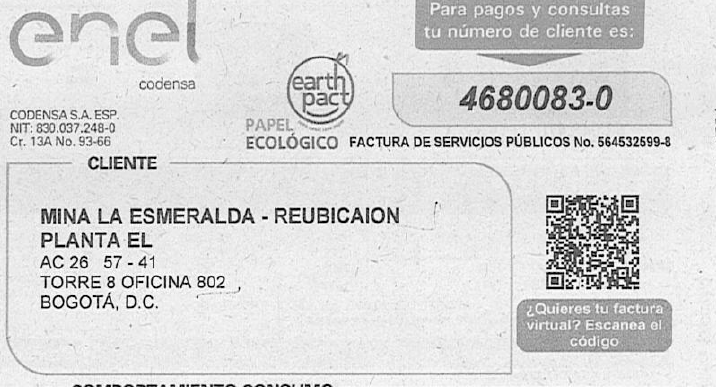 enel
codensa
Para pagos y consultas
tu número de cliente es:
4680083-0
earth
pact
PAPEL
ECOLÓGICO
CODENSA S.A. ESP.
NIT: 830.037.248-0
Cr. 13A No. 93-66
FACTURA DE SERVICIOS PÚBLICOS No. 564532599-8
CLIENTE
MINA LA ESMERALDA - REUBICAION
PLANTA EL
AC 26 57 - 41
TORRE 8 OFICINA 802
BOGOTÁ, D.C.
¿Quieres tu factura
virtual? Escanea el
código
COMPORTAMIENTO CONSUMO